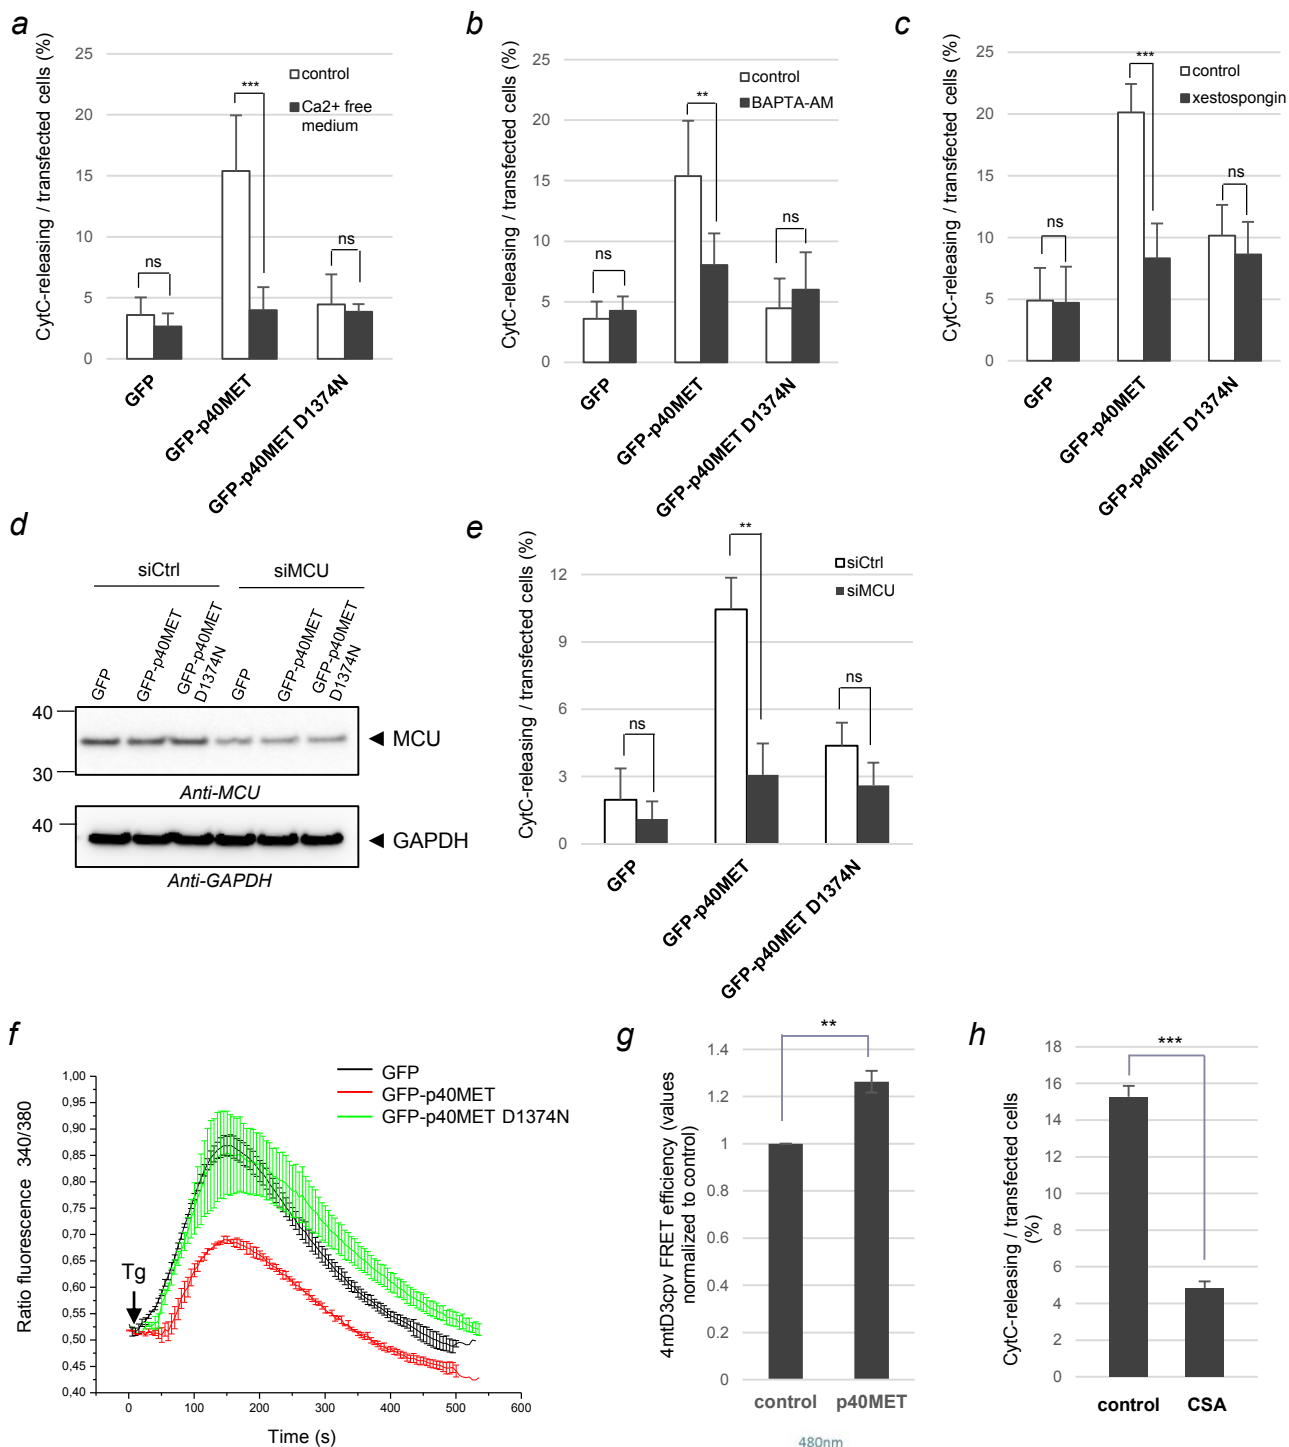 a
CytC-releasing / transfected cells (%)
25
20
15
10
5
0
control
Ca2+ free
medium
ns
***
ns
GFP
GFP-p40MET
GFP-p40MET D1374N
b
CytC-releasing / transfected cells (%)
25
20
15
10
5
0
control
BAPTA-AM
ns
**
ns
GFP
GFP-p40MET
GFP-p40MET D1374N
c
CytC-releasing / transfected cells (%)
25
20
15
10
5
0
control
xestospongin
ns
***
ns
GFP
GFP-p40MET
GFP-p40MET D1374N
d
siCtrl
siMCU
GFP
GFP-p40MET
GFP-p40MET
D1374N
GFP
GFP-p40MET
GFP-p40MET
D1374N
40
30
MCU
Anti-MCU
40
GAPDH
Anti-GAPDH
e
CytC-releasing / transfected cells (%)
12
9
6
3
0
siCtrl
siMCU
ns
**
ns
GFP
GFP-p40MET
GFP-p40MET D1374N
f
Ratio fluorescence 340/380
1,00
0,95
0,90
0,85
0,80
0,75
0,70
0,65
0,60
0,55
0,50
0,45
0,40
GFP
GFP-p40MET
GFP-p40MET D1374N
Tg
0
100
200
300
400
500
600
Time (s)
g
4mtD3cpv FRET efficiency (values
normalized to control)
1.4
1.2
1
0.8
0.6
0.4
0.2
0
**
control
p40MET
480nm
h
CytC-releasing / transfected cells
(%)
18
16
14
12
10
8
6
4
2
0
***
control
CSA